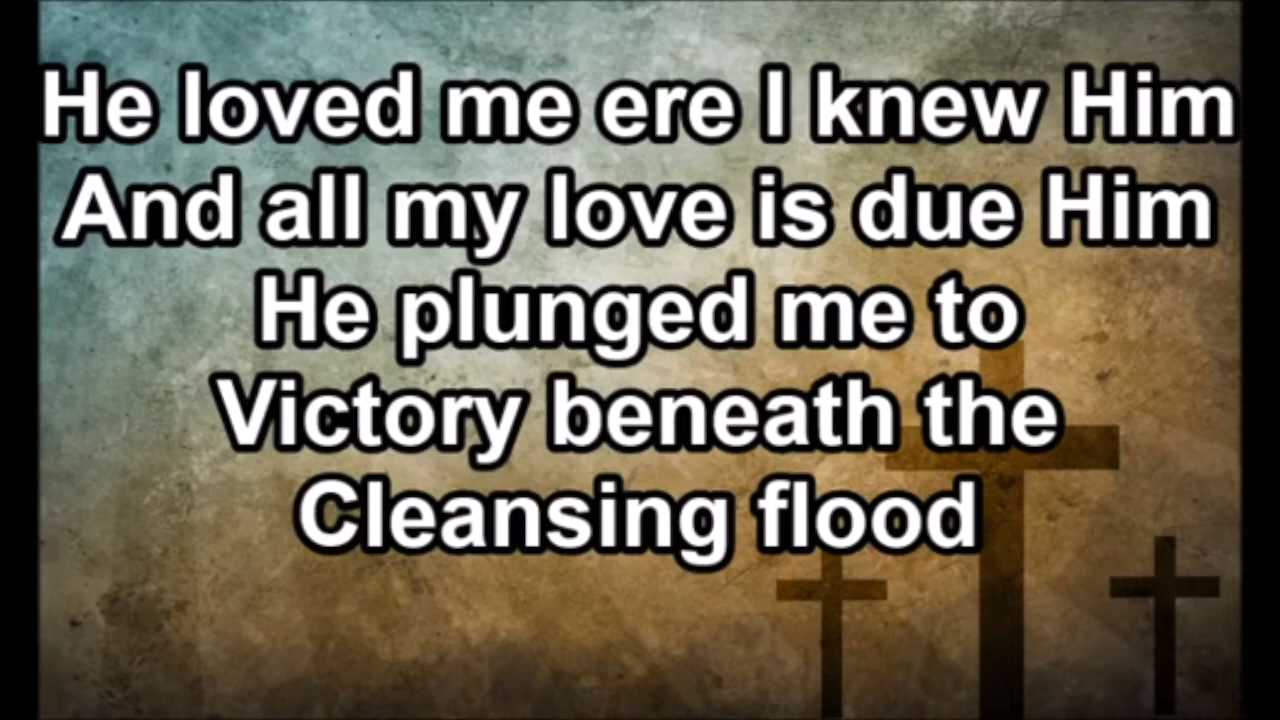 He loved me ere I knew Him
And all my love is due Him
He plunged me to
Victory beneath the
Cleansing flood